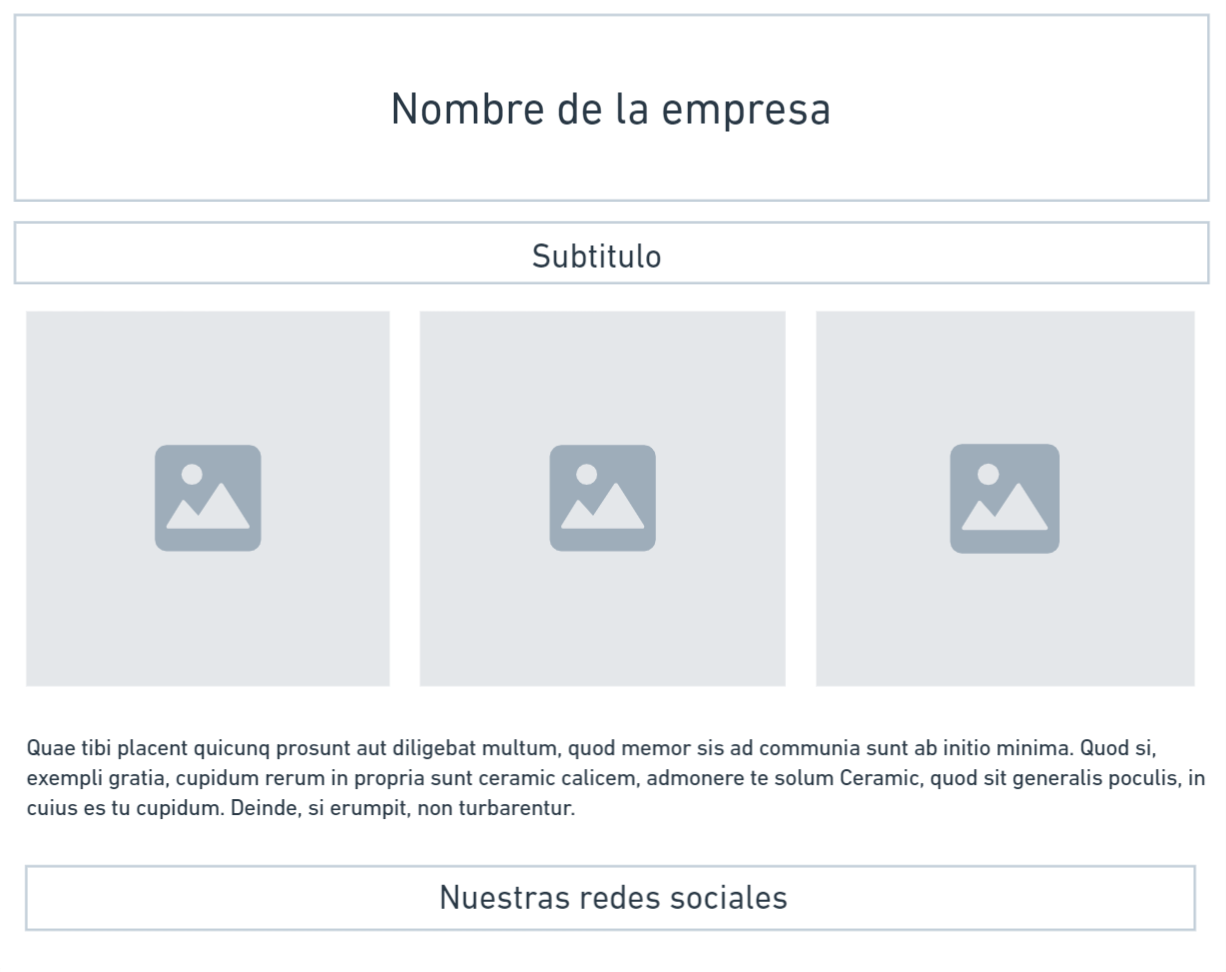 Nombre de la empresa
Subtitulo
Quae tibi placent quicunq prosunt aut diligebat multum, quod memor sis ad communia sunt ab initio minima. Quod si,
exempli gratia, cupidum rerum in propria sunt ceramic calicem, admonere te solum Ceramic, quod sit generalis poculis, in
cuius es tu cupidum. Deinde, si erumpit, non turbarentur.
Nuestras redes sociales